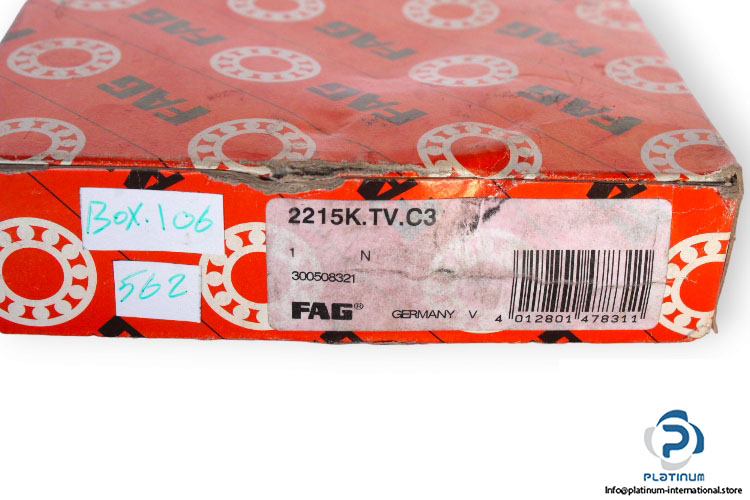 FAG
FAG
FAG
FAG
BOX.106
562
2215K.TV.C3
1 N
300508321
FAG® GERMANY V
4 012801 478311
PLATINUM
Info@platinum-international.store